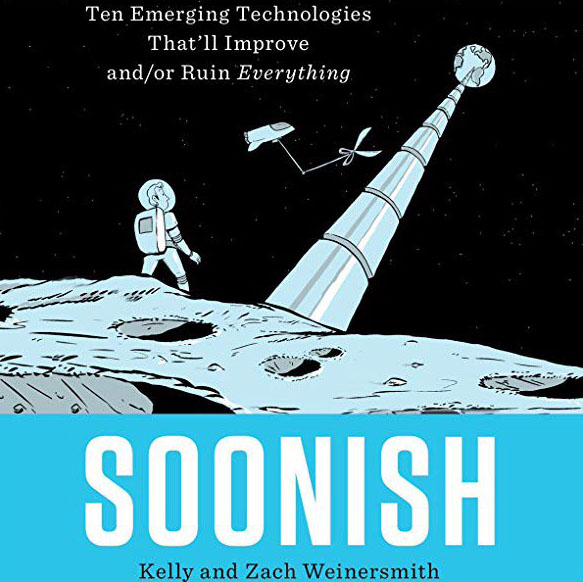 Ten Emerging Technologies
That'll Improve
and/or Ruin Everything
SOONISH
Kelly and Zach Weinersmith